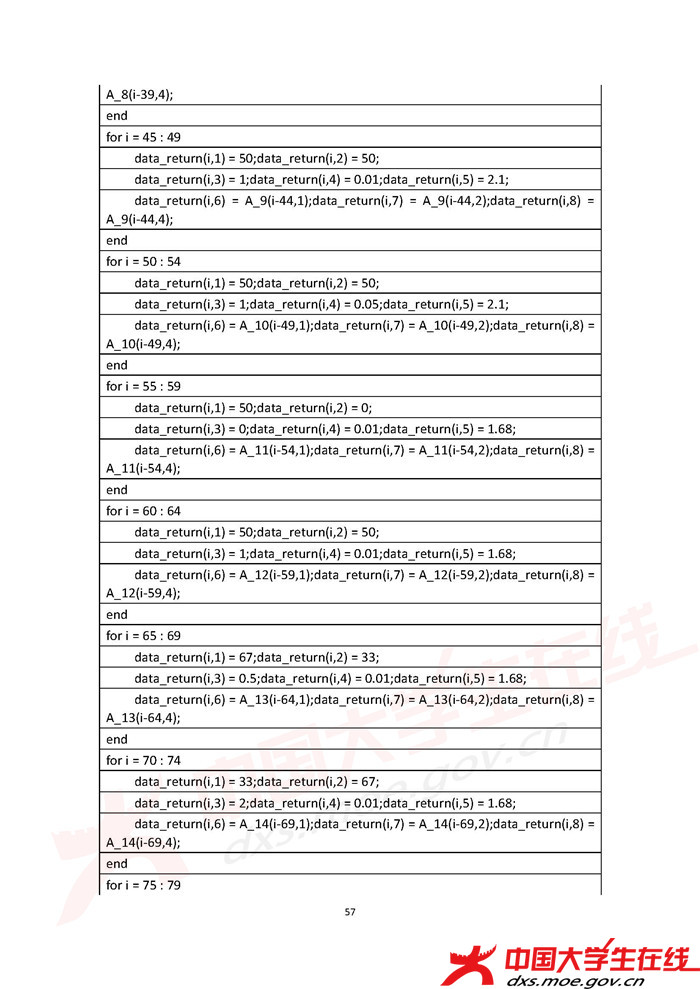 A_8(i-39,4);
end
for i = 45 : 49
data_return(i,1) = 50;data_return(i,2) = 50;
data_return(i,3) = 1;data_return(i,4) = 0.01;data_return(i,5) = 2.1;
data_return(i,6) = A_9(i-44,1);data_return(i,7) = A_9(i-44,2);data_return(i,8) =
A_9(i-44,4);
end
for i = 50 : 54
data_return(i,1) = 50;data_return(i,2) = 50;
data_return(i,3) = 1;data_return(i,4) = 0.05;data_return(i,5) = 2.1;
data_return(i,6) = A_10(i-49,1);data_return(i,7) = A_10(i-49,2);data_return(i,8) =
A_10(i-49,4);
end
for i = 55 : 59
data_return(i,1) = 50;data_return(i,2) = 0;
data_return(i,3) = 0;data_return(i,4) = 0.01;data_return(i,5) = 1.68;
data_return(i,6) = A_11(i-54,1);data_return(i,7) = A_11(i-54,2);data_return(i,8) =
A_11(i-54,4);
end
for i = 60 : 64
data_return(i,1) = 50;data_return(i,2) = 50;
data_return(i,3) = 1;data_return(i,4) = 0.01;data_return(i,5) = 1.68;
data_return(i,6) = A_12(i-59,1);data_return(i,7) = A_12(i-59,2);data_return(i,8) =
A_12(i-59,4);
end
for i = 65 : 69
data_return(i,1) = 67;data_return(i,2) = 33;
data_return(i,3) = 0.5;data_return(i,4) = 0.01;data_return(i,5) = 1.68;
data_return(i,6) = A_13(i-64,1);data_return(i,7) = A_13(i-64,2);data_return(i,8) =
A_13(i-64,4);
end
for i = 70 : 74
data_return(i,1) = 33;data_return(i,2) = 67;
data_return(i,3) = 2;data_return(i,4) = 0.01;data_return(i,5) = 1.68;
data_return(i,6) = A_14(i-69,1);data_return(i,7) = A_14(i-69,2);data_return(i,8) =
A_14(i-69,4);
end
for i = 75 : 79
中国大学生在线
dxs.moe.gov.cn
57
中国大学生在线
dxs.moe.gov.cn